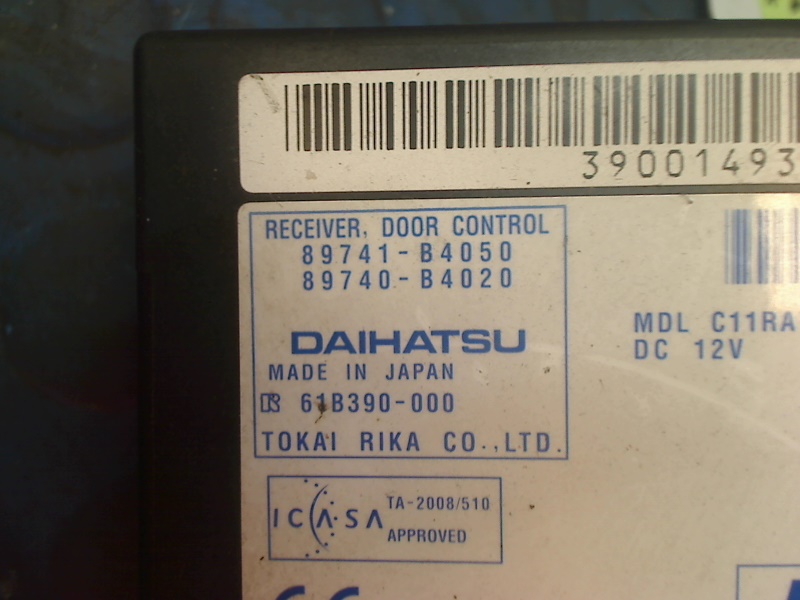 39001493
RECEIVER, DOOR CONTROL
89741-B4050
89740-B4020
DAIHATSU
MADE IN JAPAN
61B390-000
TOKAI RIKA CO.,LTD.
MDL C11RA
DC 12V
ICASA
TA-2008/510
APPROVED
CE